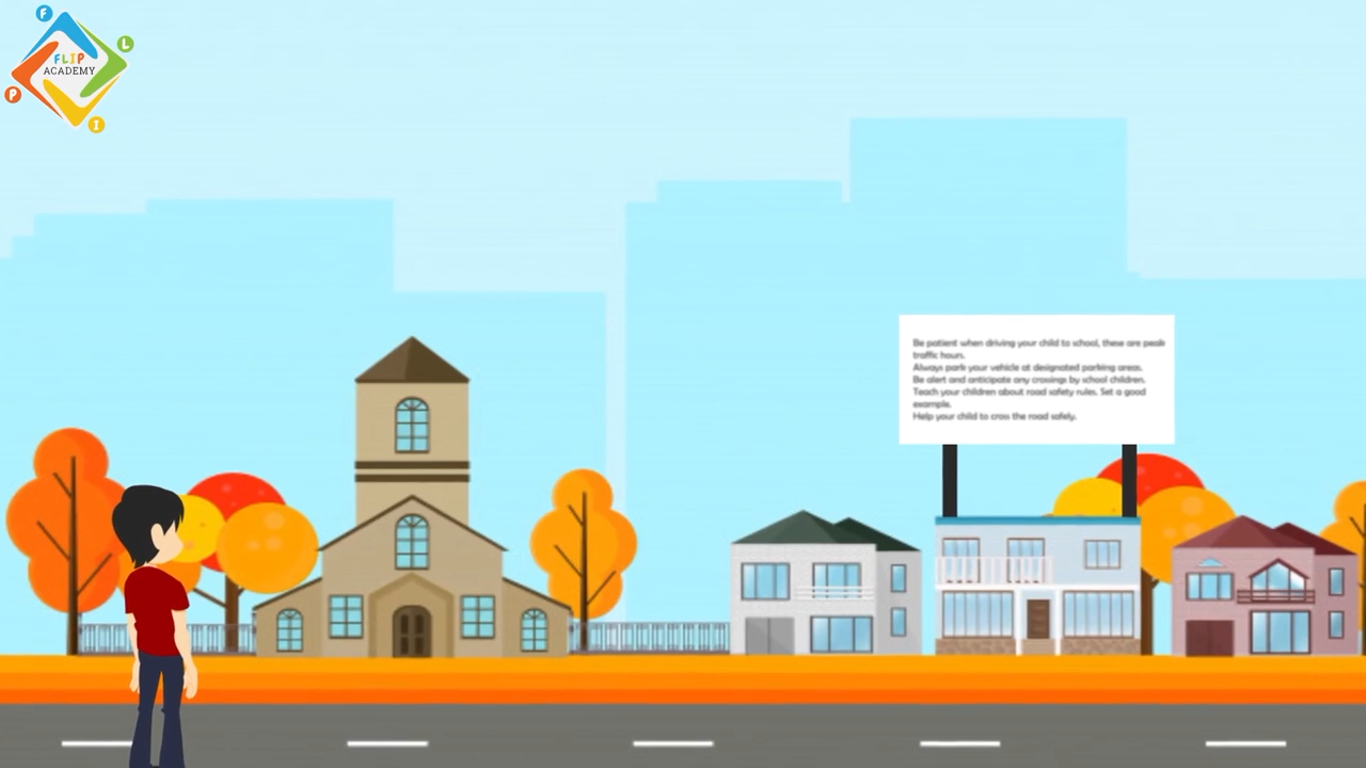 F
L
FLIP
ACADEMY
P
I
Be patient when driving your child to school, these are peak
traffic hours.
Always park your vehicle at designated parking areas.
Be alert and anticipate any crossings by school children.
Teach your children about road safety rules. Set a good
example.
Help your child to cross the road safely.